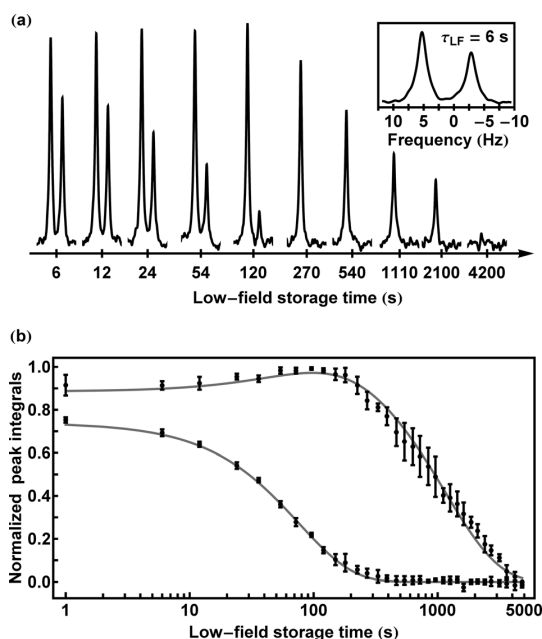 (a)
τLF = 6 s
10 5 0 −5 −10
Frequency (Hz)
6 12 24 54 120 270 540 1110 2100 4200
Low−field storage time (s)
(b)
Normalized peak integrals
1.0
0.8
0.6
0.4
0.2
0.0
1 10 100 1000 5000
Low−field storage time (s)